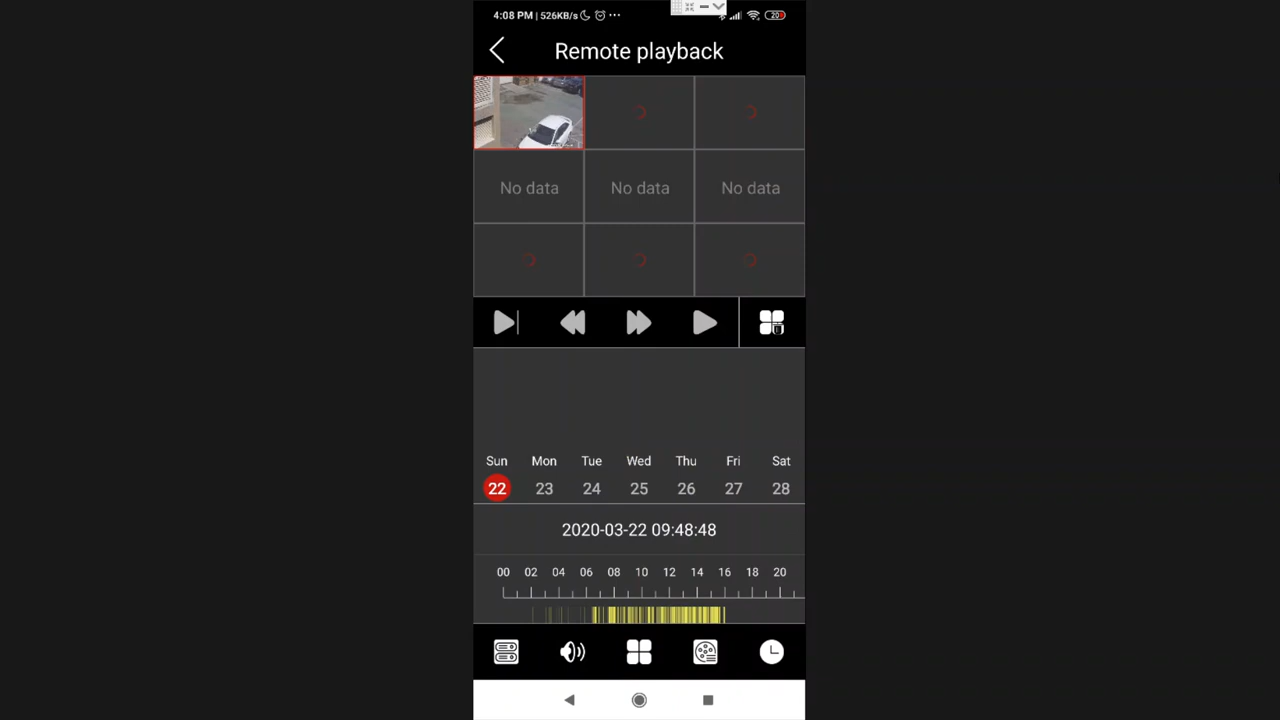 4:08 PM | 526KB/s ... 20
Remote playback
No data No data No data
Sun Mon Tue Wed Thu Fri Sat
22 23 24 25 26 27 28
2020-03-22 09:48:48
00 02 04 06 08 10 12 14 16 18 20